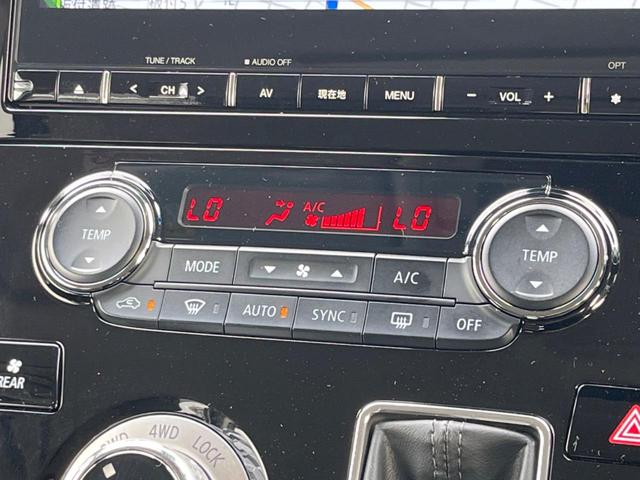 TUNE / TRACK
AUDIO OFF
OPT
< CH >
AV
現在地
MENU
- VOL +
LO
A/C
LO
TEMP
TEMP
MODE
A/C
AUTO
SYNC
OFF
REAR
4WD
LOCK